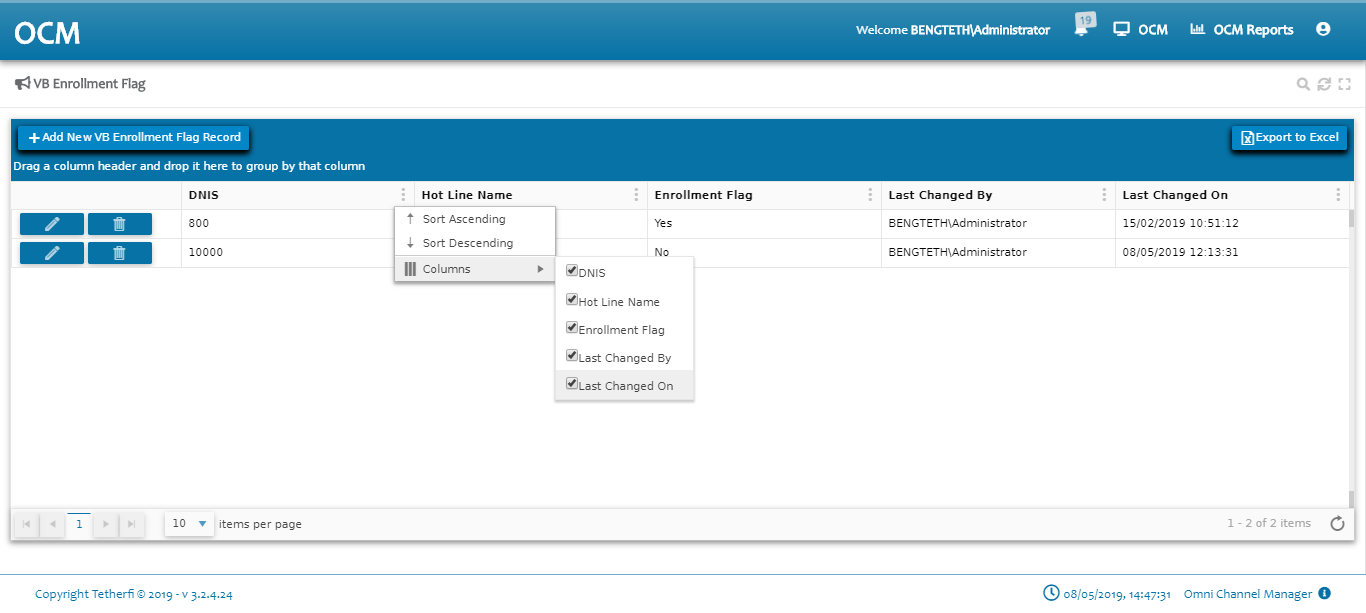 OCM
Welcome BENGTETH\Administrator
19
OCM
OCM Reports
VB Enrollment Flag
Add New VB Enrollment Flag Record
Export to Excel
Drag a column header and drop it here to group by that column
DNIS Hot Line Name Enrollment Flag Last Changed By Last Changed On
800 Yes BENGTETH\Administrator 15/02/2019 10:51:12
10000 No BENGTETH\Administrator 08/05/2019 12:13:31
Sort Ascending
Sort Descending
Columns
DNIS
Hot Line Name
Enrollment Flag
Last Changed By
Last Changed On
1
10 items per page
1 - 2 of 2 items
Copyright Tetherfi © 2019 - v 3.2.4.24
08/05/2019, 14:47:31
Omni Channel Manager